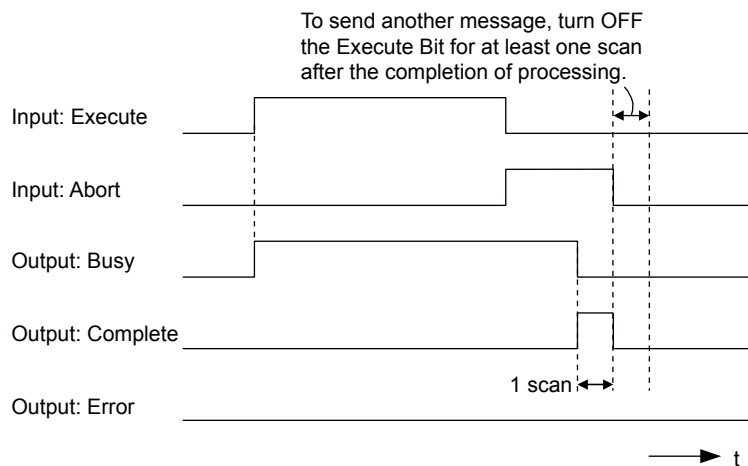 To send another message, turn OFF
the Execute Bit for at least one scan
after the completion of processing.
Input: Execute
Input: Abort
Output: Busy
Output: Complete
1 scan
Output: Error
t